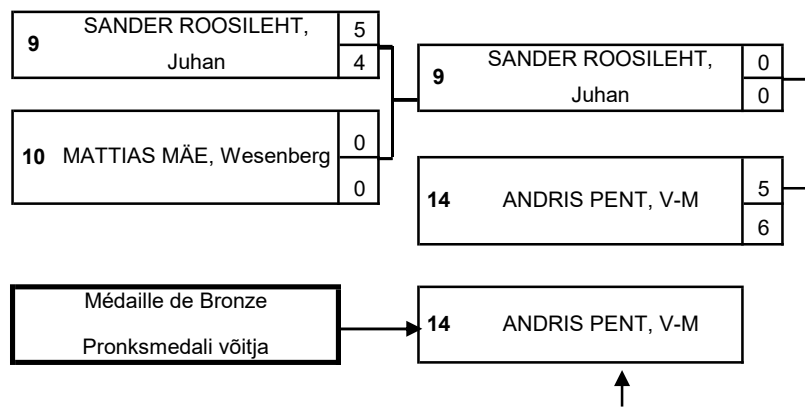 9 SANDER ROOSILEHT, 5
Juhan 4
9 SANDER ROOSILEHT, 0
Juhan 0
10 MATTIAS MÄE, Wesenberg 0
0
14 ANDRIS PENT, V-M 5
6
Médaille de Bronze
Pronksmedali võitja
14 ANDRIS PENT, V-M